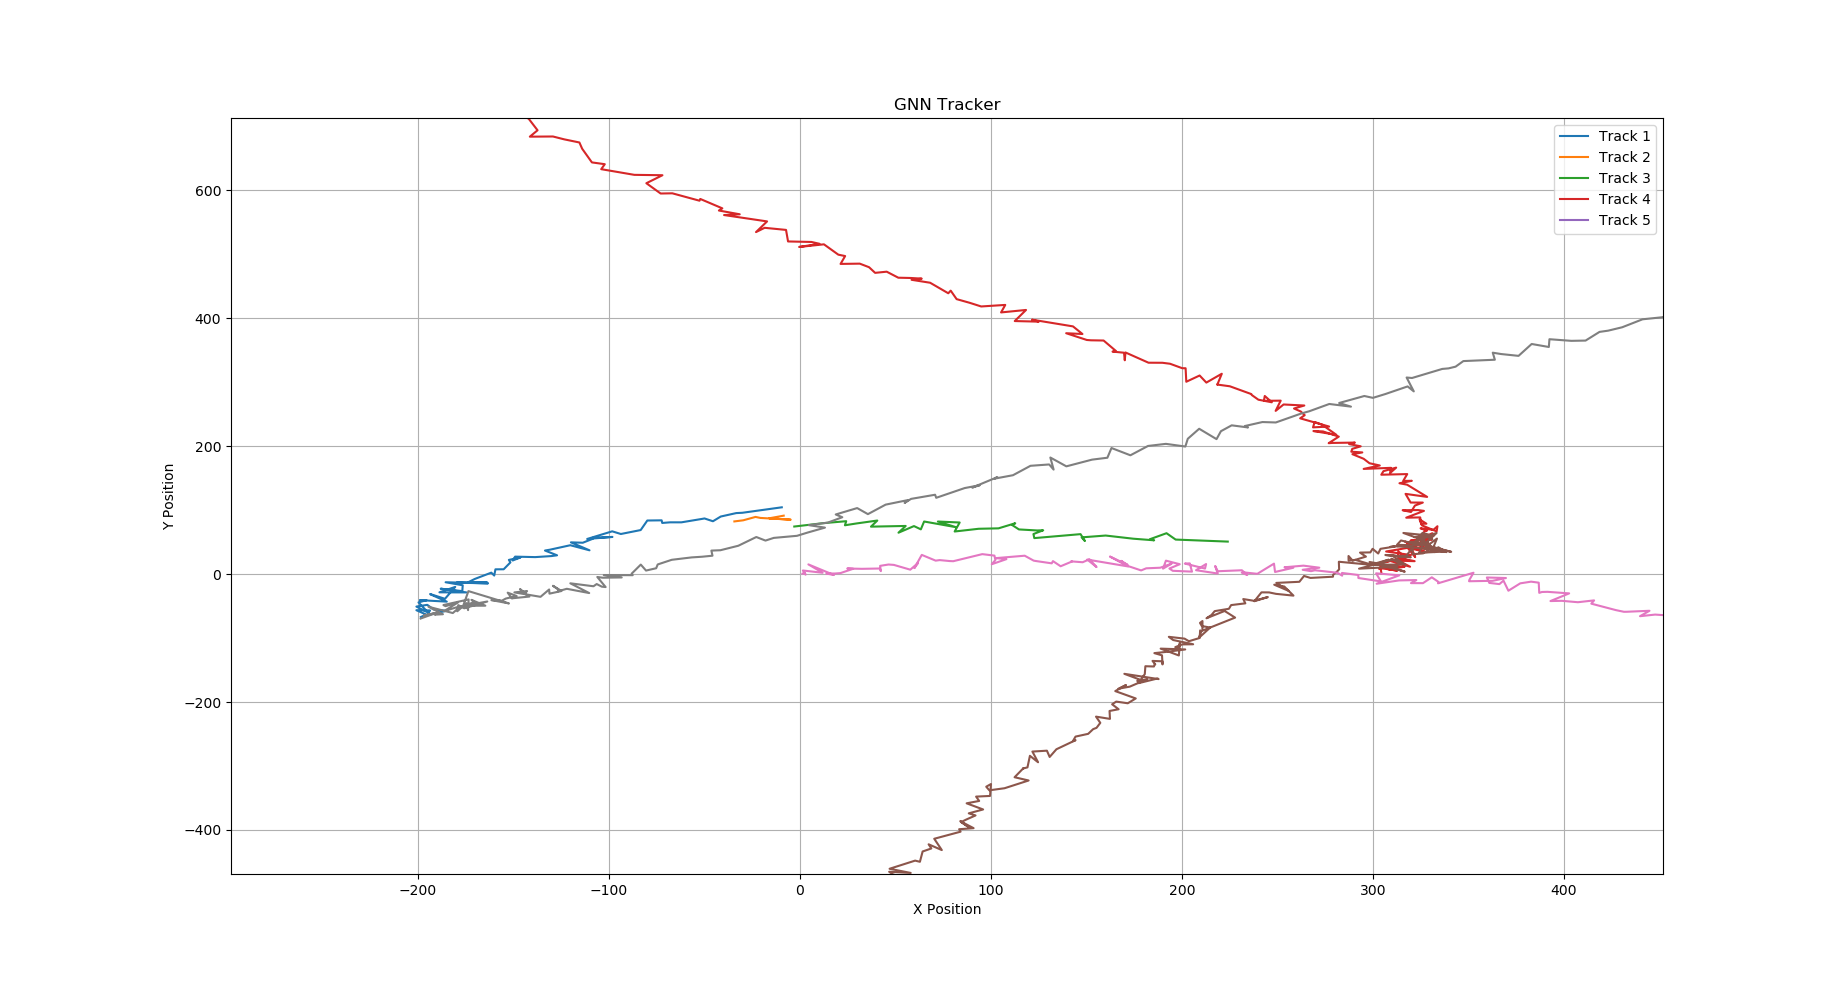 GNN Tracker
Track 1
Track 2
Track 3
Track 4
Track 5
Y Position
600
400
200
0
−200
−400
−200 −100 0 100 200 300 400
X Position